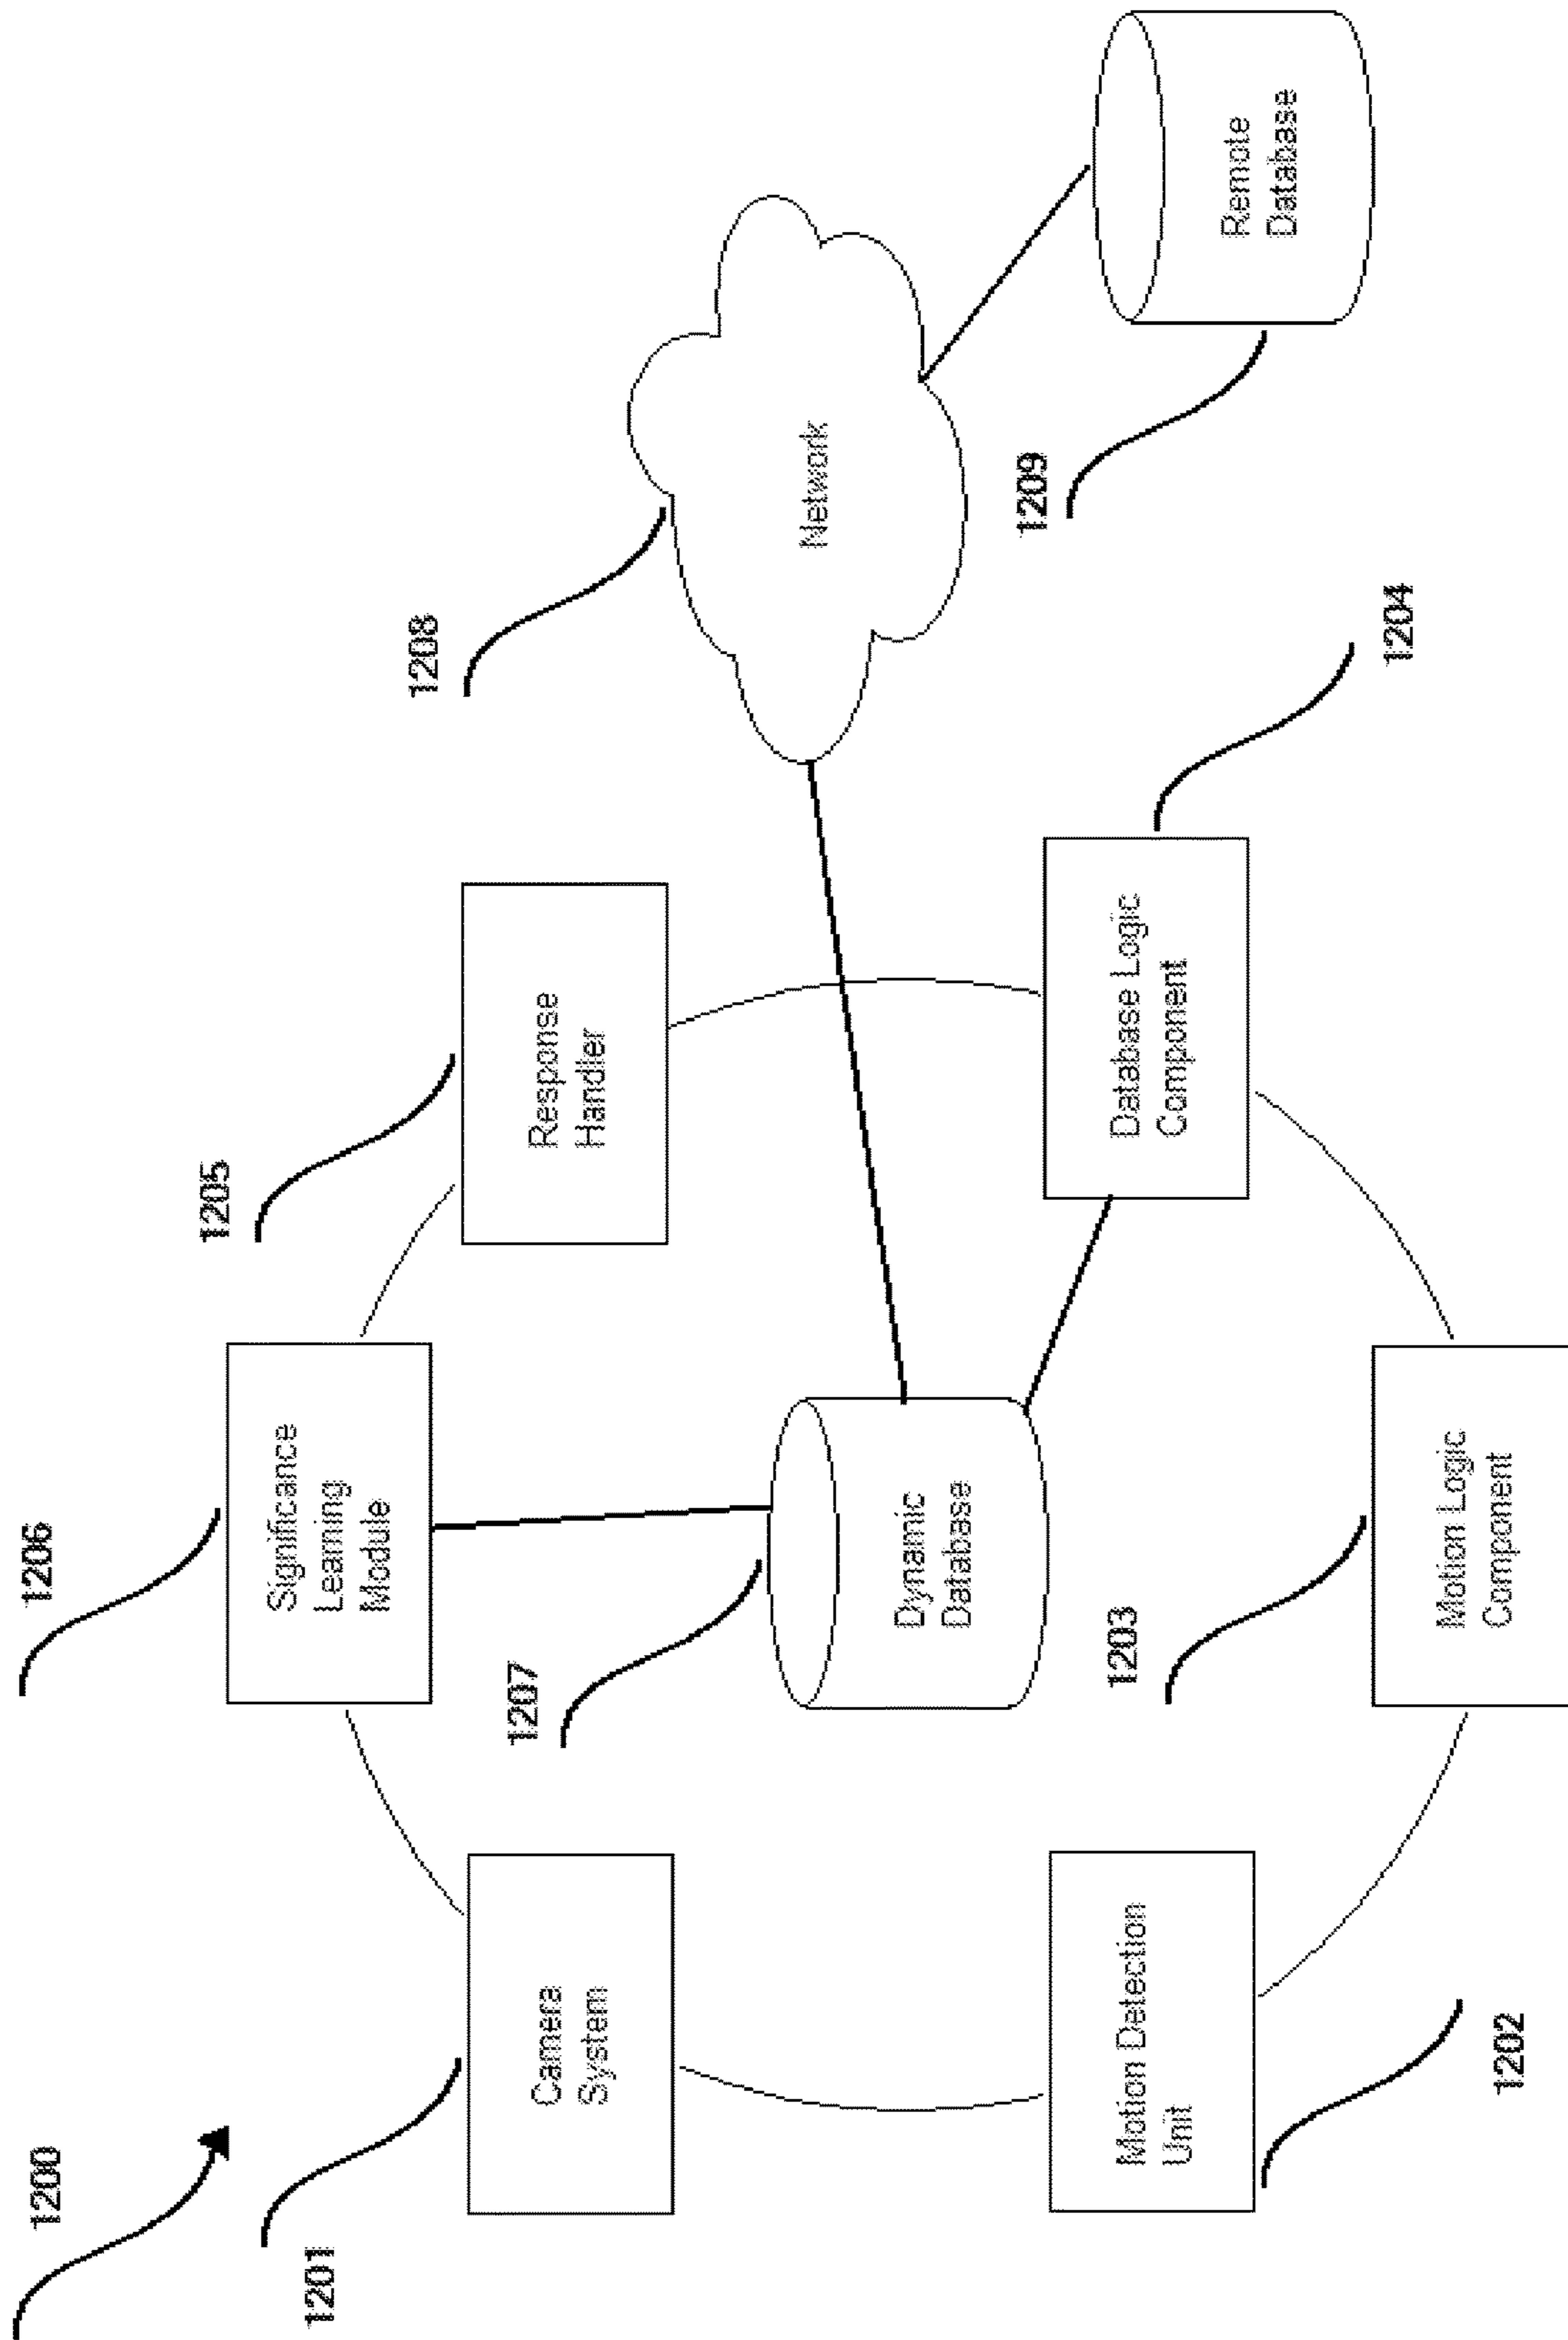 1200
1206
Significance
Learning
Module
1205
Response
Handler
1201
Camera
System
1208
Network
1207
Dynamic
Database
1209
Remote
Database
1203
Motion Logic
Component
1204
Database Logic
Component
1202
Motion Detection
Unit